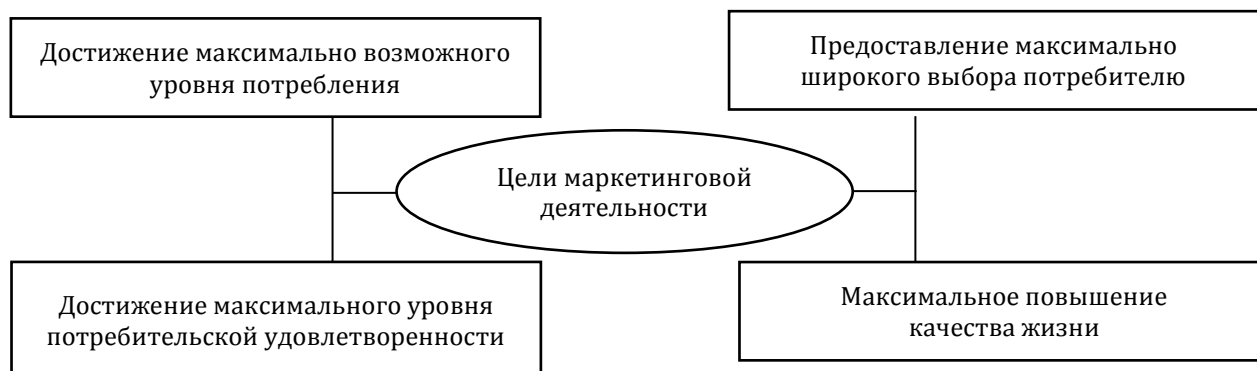 Достижение максимально возможного
уровня потребления
Предоставление максимально
широкого выбора потребителю
Цели маркетинговой
деятельности
Достижение максимального уровня
потребительской удовлетворенности
Максимальное повышение
качества жизни